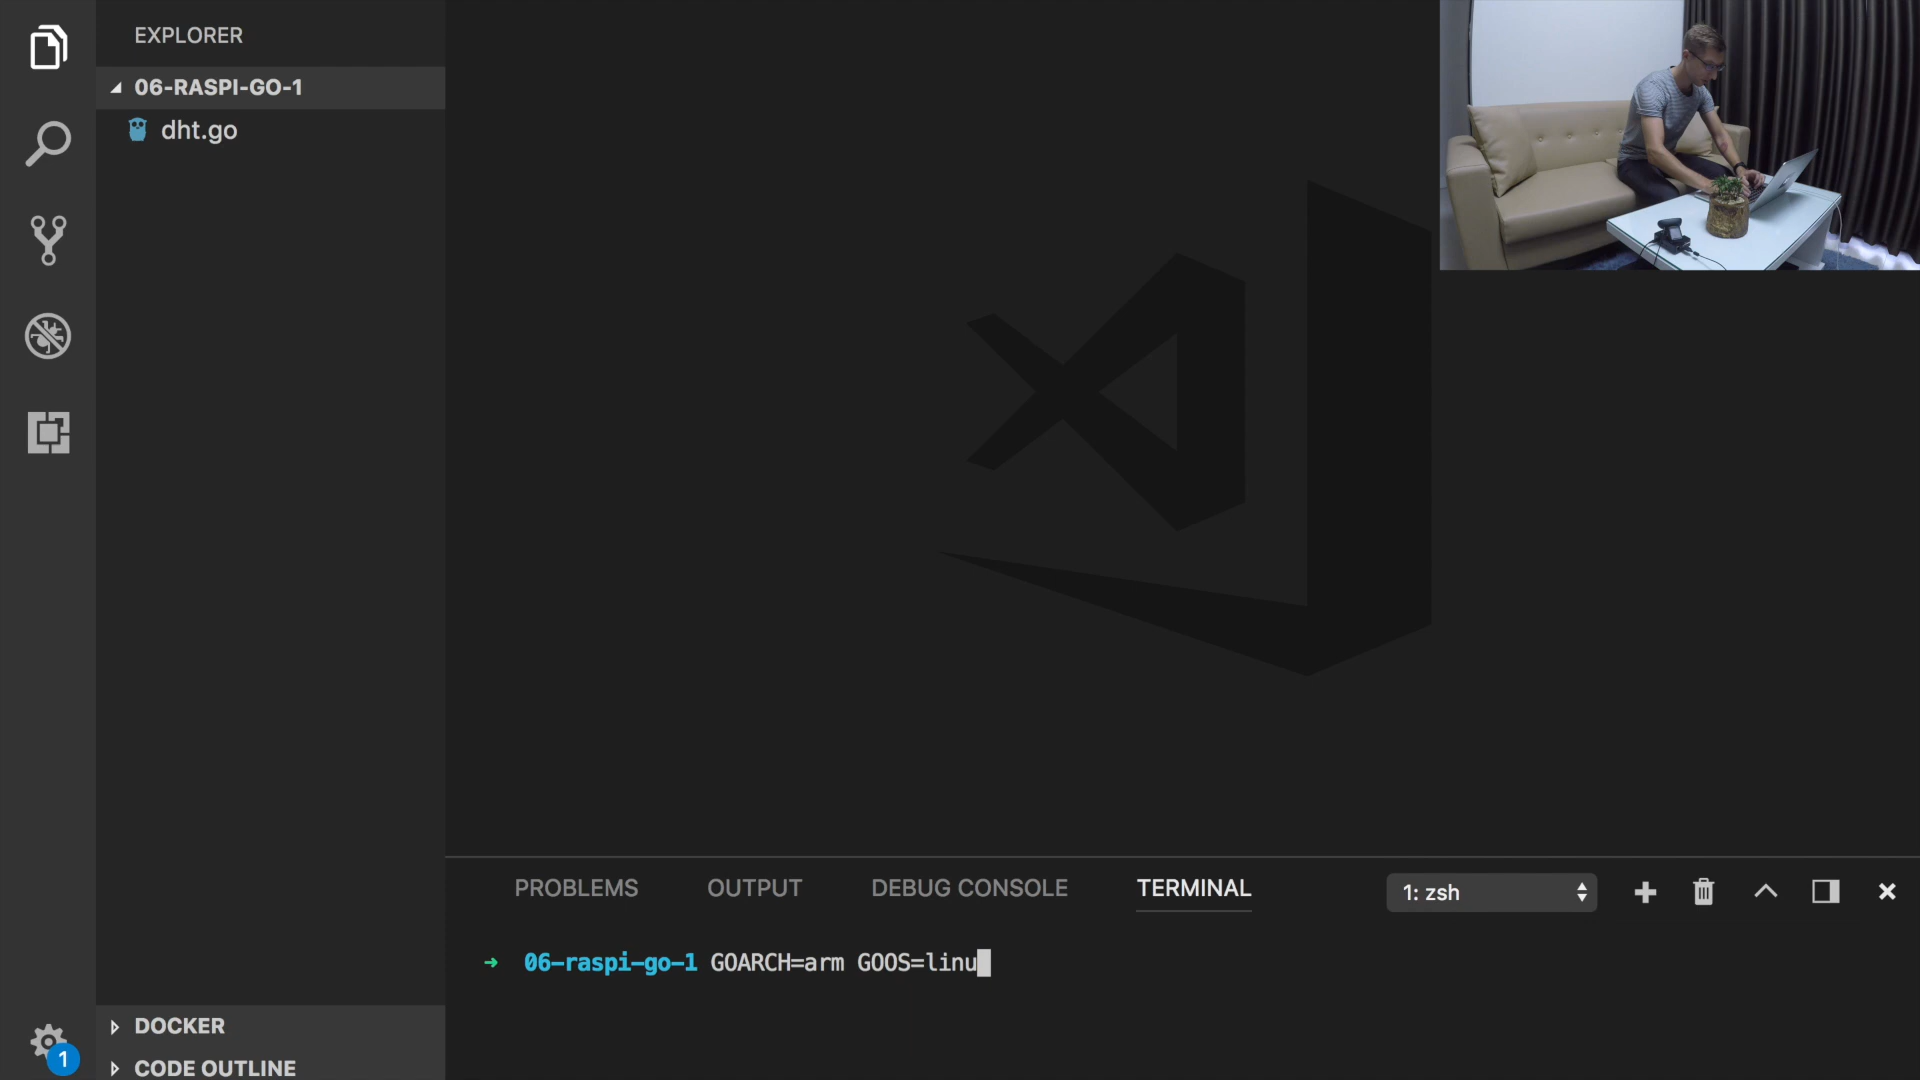 EXPLORER
06-RASPI-GO-1
dht.go
PROBLEMS OUTPUT DEBUG CONSOLE TERMINAL 1: zsh
➜ 06-raspi-go-1 GOARCH=arm GOOS=linu
DOCKER
CODE OUTLINE
1